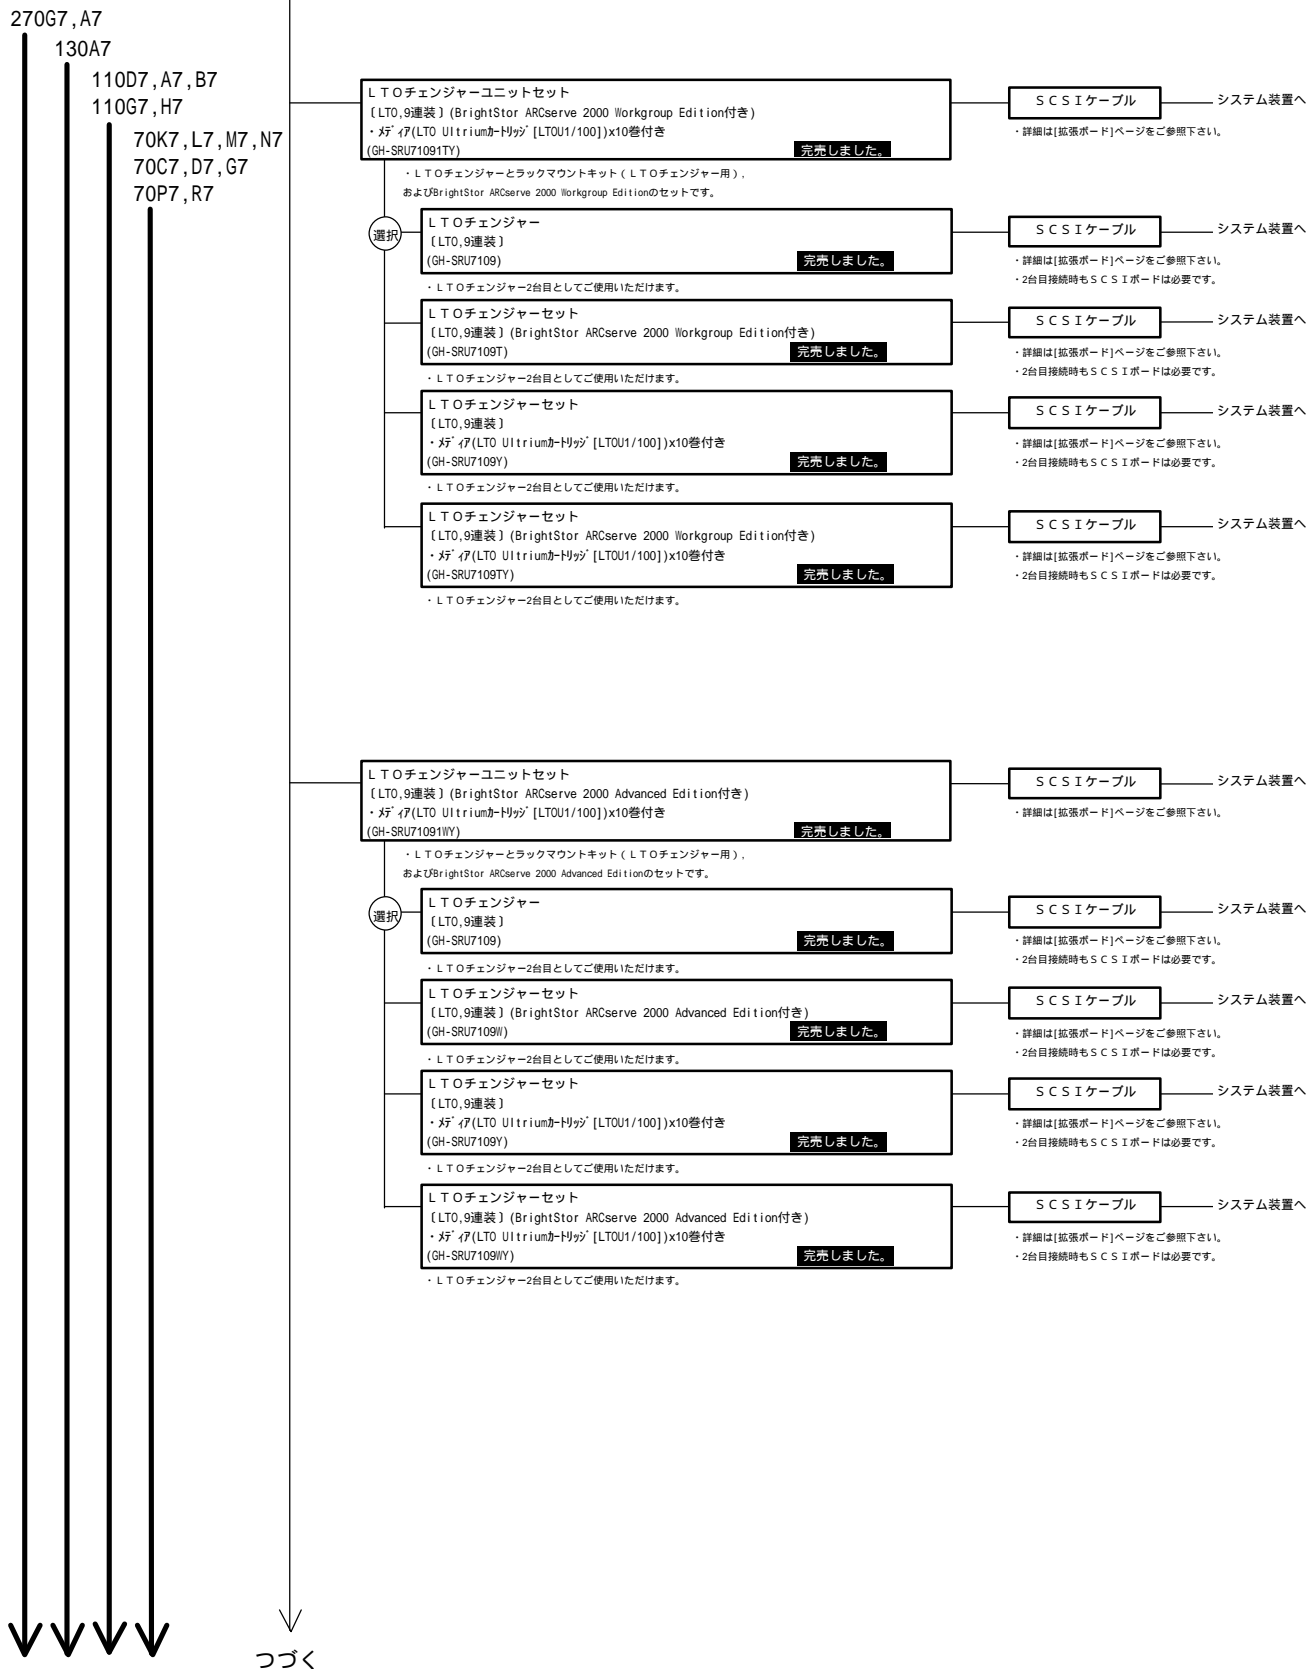 270G7,A7
130A7
110D7,A7,B7
110G7,H7
70K7,L7,M7,N7
70C7,D7,G7
70P7,R7
ＬＴＯチェンジャーユニットセット
〔LTO,9連装〕(BrightStor ARCserve 2000 Workgroup Edition付き)
・ﾒﾃﾞｨｱ(LTO Ultriumｶｰﾄﾘｯｼﾞ[LTOU1/100])x10巻付き
(GH-SRU71091TY) 完売しました。
ＳＣＳＩケーブル システム装置へ
・詳細は[拡張ボード]ページをご参照下さい。
・ＬＴＯチェンジャーとラックマウントキット（ＬＴＯチェンジャー用）,
およびBrightStor ARCserve 2000 Workgroup Editionのセットです。
選択
ＬＴＯチェンジャー
〔LTO,9連装〕
(GH-SRU7109) 完売しました。
ＳＣＳＩケーブル システム装置へ
・詳細は[拡張ボード]ページをご参照下さい。
・2台目接続時もＳＣＳＩボードは必要です。
・ＬＴＯチェンジャー2台目としてご使用いただけます。
ＬＴＯチェンジャーセット
〔LTO,9連装〕(BrightStor ARCserve 2000 Workgroup Edition付き)
(GH-SRU7109T) 完売しました。
ＳＣＳＩケーブル システム装置へ
・詳細は[拡張ボード]ページをご参照下さい。
・2台目接続時もＳＣＳＩボードは必要です。
・ＬＴＯチェンジャー2台目としてご使用いただけます。
ＬＴＯチェンジャーセット
〔LTO,9連装〕
・ﾒﾃﾞｨｱ(LTO Ultriumｶｰﾄﾘｯｼﾞ[LTOU1/100])x10巻付き
(GH-SRU7109Y) 完売しました。
ＳＣＳＩケーブル システム装置へ
・詳細は[拡張ボード]ページをご参照下さい。
・2台目接続時もＳＣＳＩボードは必要です。
・ＬＴＯチェンジャー2台目としてご使用いただけます。
ＬＴＯチェンジャーセット
〔LTO,9連装〕(BrightStor ARCserve 2000 Workgroup Edition付き)
・ﾒﾃﾞｨｱ(LTO Ultriumｶｰﾄﾘｯｼﾞ[LTOU1/100])x10巻付き
(GH-SRU7109TY) 完売しました。
ＳＣＳＩケーブル システム装置へ
・詳細は[拡張ボード]ページをご参照下さい。
・2台目接続時もＳＣＳＩボードは必要です。
・ＬＴＯチェンジャー2台目としてご使用いただけます。
ＬＴＯチェンジャーユニットセット
〔LTO,9連装〕(BrightStor ARCserve 2000 Advanced Edition付き)
・ﾒﾃﾞｨｱ(LTO Ultriumｶｰﾄﾘｯｼﾞ[LTOU1/100])x10巻付き
(GH-SRU71091WY) 完売しました。
ＳＣＳＩケーブル システム装置へ
・詳細は[拡張ボード]ページをご参照下さい。
・ＬＴＯチェンジャーとラックマウントキット（ＬＴＯチェンジャー用）,
およびBrightStor ARCserve 2000 Advanced Editionのセットです。
選択
ＬＴＯチェンジャー
〔LTO,9連装〕
(GH-SRU7109) 完売しました。
ＳＣＳＩケーブル システム装置へ
・詳細は[拡張ボード]ページをご参照下さい。
・2台目接続時もＳＣＳＩボードは必要です。
・ＬＴＯチェンジャー2台目としてご使用いただけます。
ＬＴＯチェンジャーセット
〔LTO,9連装〕(BrightStor ARCserve 2000 Advanced Edition付き)
(GH-SRU7109W) 完売しました。
ＳＣＳＩケーブル システム装置へ
・詳細は[拡張ボード]ページをご参照下さい。
・2台目接続時もＳＣＳＩボードは必要です。
・ＬＴＯチェンジャー2台目としてご使用いただけます。
ＬＴＯチェンジャーセット
〔LTO,9連装〕
・ﾒﾃﾞｨｱ(LTO Ultriumｶｰﾄﾘｯｼﾞ[LTOU1/100])x10巻付き
(GH-SRU7109Y) 完売しました。
ＳＣＳＩケーブル システム装置へ
・詳細は[拡張ボード]ページをご参照下さい。
・2台目接続時もＳＣＳＩボードは必要です。
・ＬＴＯチェンジャー2台目としてご使用いただけます。
ＬＴＯチェンジャーセット
〔LTO,9連装〕(BrightStor ARCserve 2000 Advanced Edition付き)
・ﾒﾃﾞｨｱ(LTO Ultriumｶｰﾄﾘｯｼﾞ[LTOU1/100])x10巻付き
(GH-SRU7109WY) 完売しました。
ＳＣＳＩケーブル システム装置へ
・詳細は[拡張ボード]ページをご参照下さい。
・2台目接続時もＳＣＳＩボードは必要です。
・ＬＴＯチェンジャー2台目としてご使用いただけます。
つづく